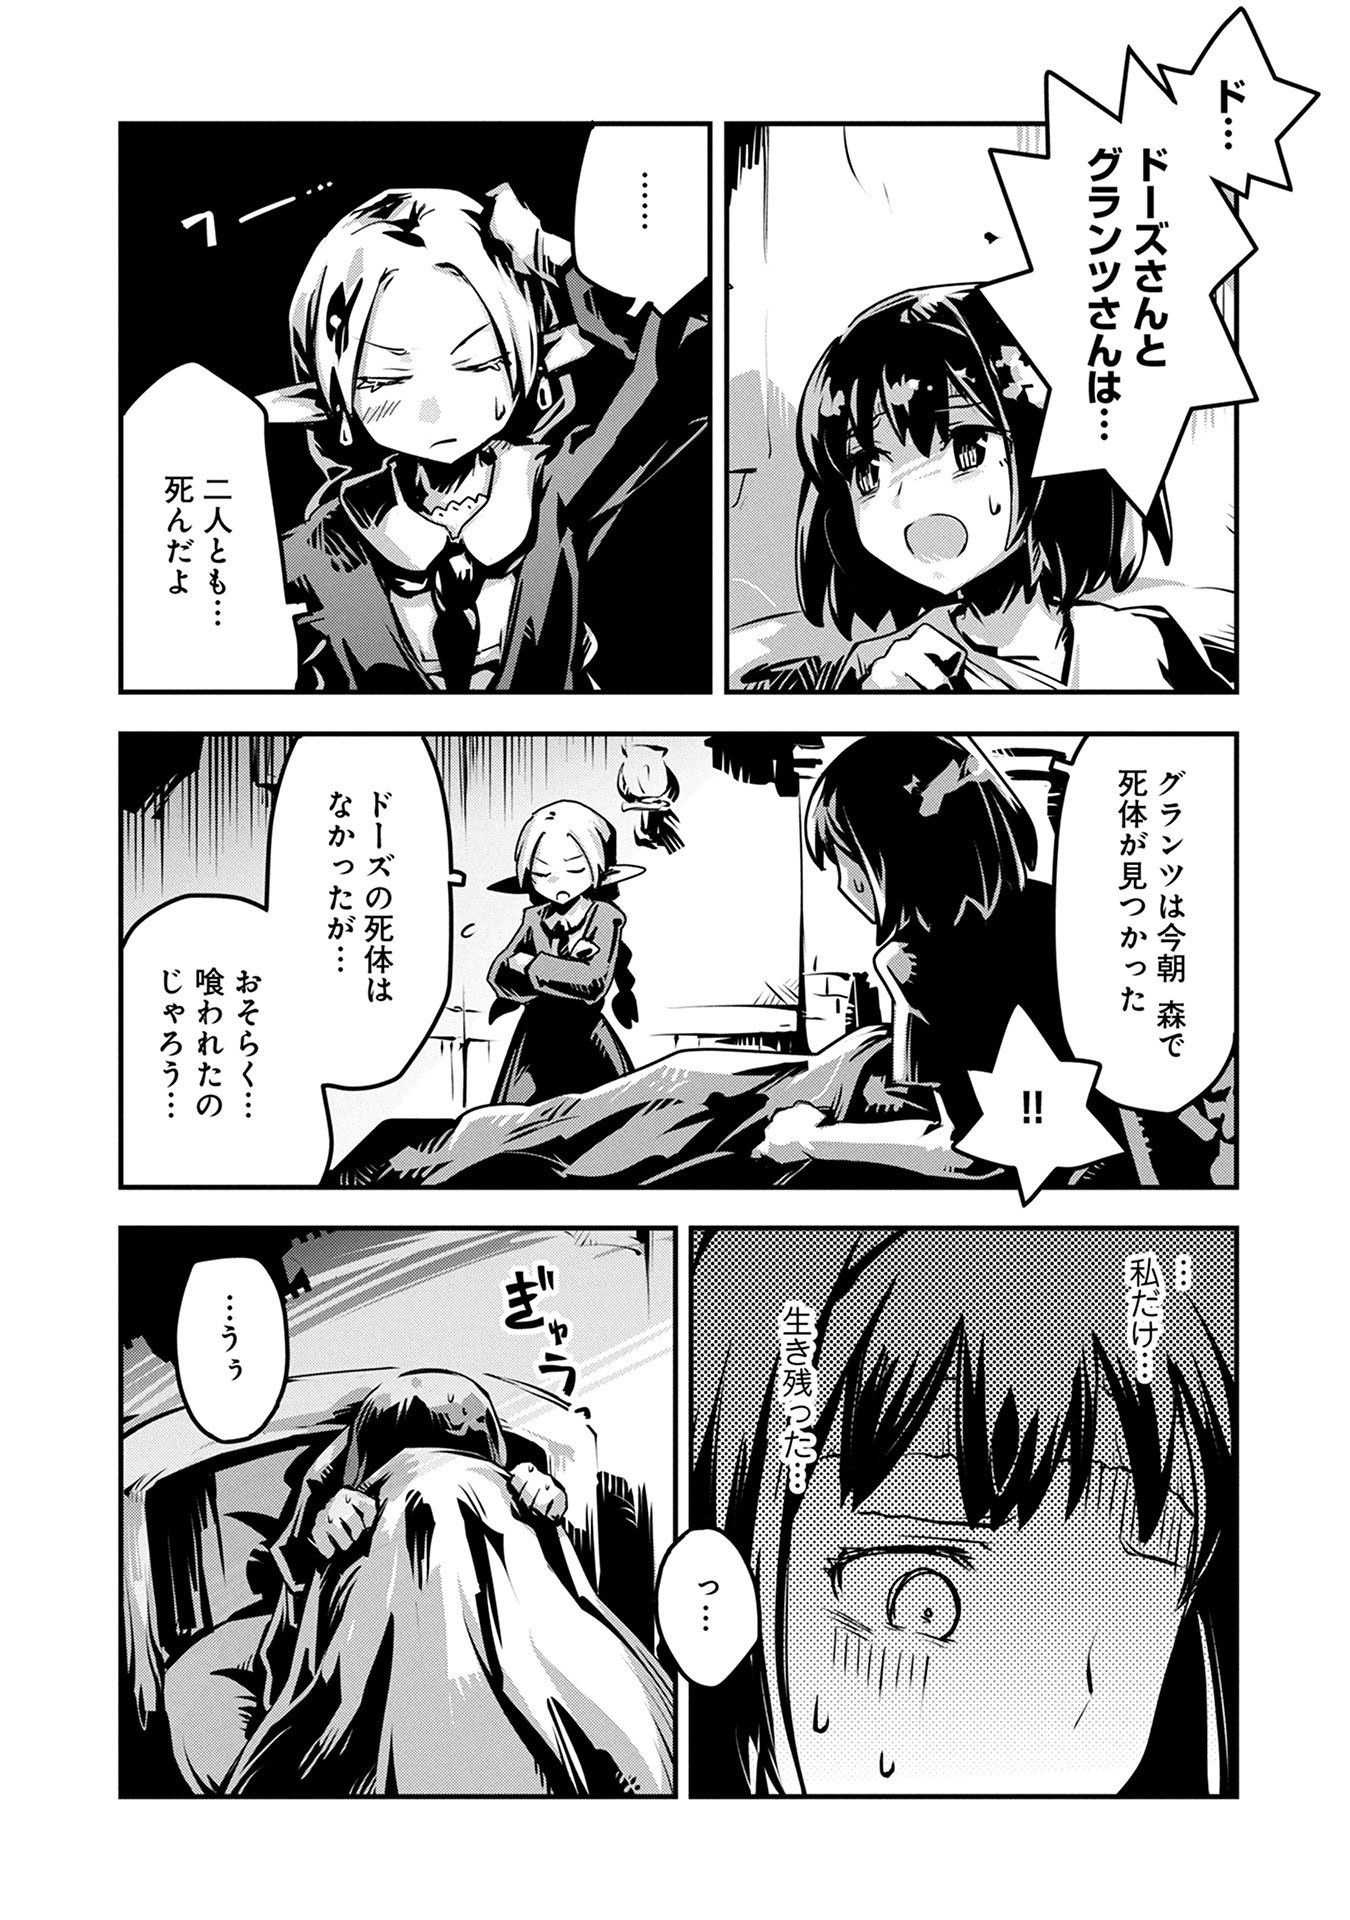 ド…
ドーズさんと
グランツさんは…
……
フー…
二人とも…
死んだよ
グランツは今朝 森で
死体が見つかった
!!
ドーズの死体は
なかったが…
おそらく…
喰われたの
じゃろう…
…私だけ…
生き残った…
っ…
ぎゅうっ
…うぅ